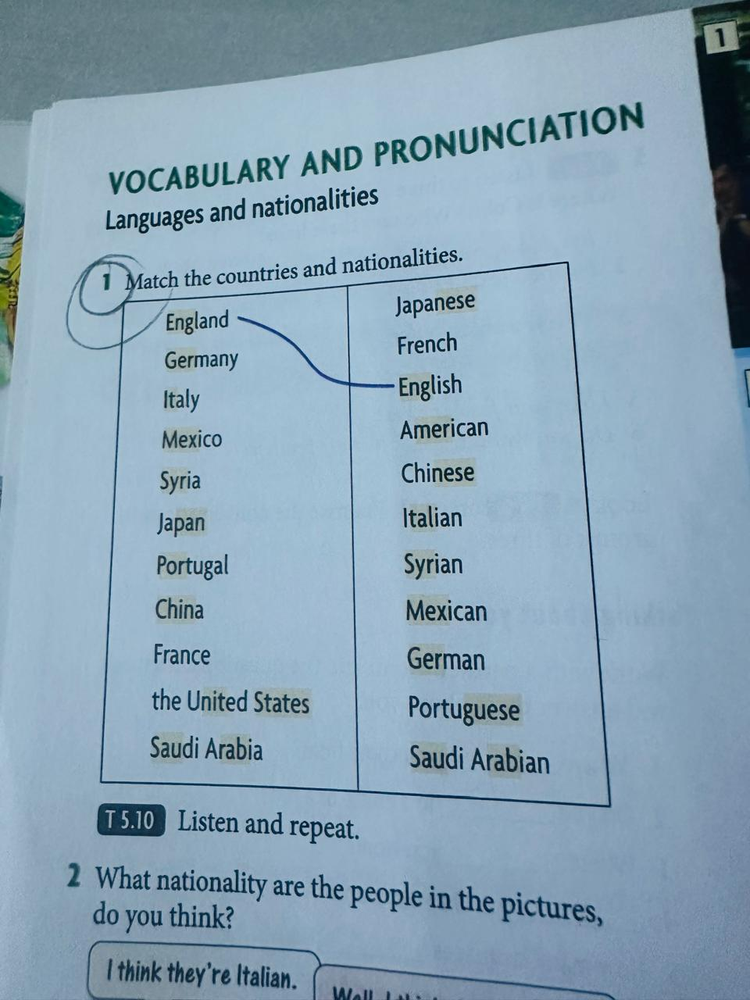 1
VOCABULARY AND PRONUNCIATION
Languages and nationalities
1 Match the countries and nationalities.
England
Germany
Italy
Mexico
Syria
Japan
Portugal
China
France
the United States
Saudi Arabia
Japanese
French
English
American
Chinese
Italian
Syrian
Mexican
German
Portuguese
Saudi Arabian
T 5.10 Listen and repeat.
2 What nationality are the people in the pictures,
do you think?
I think they're Italian.
Well, I